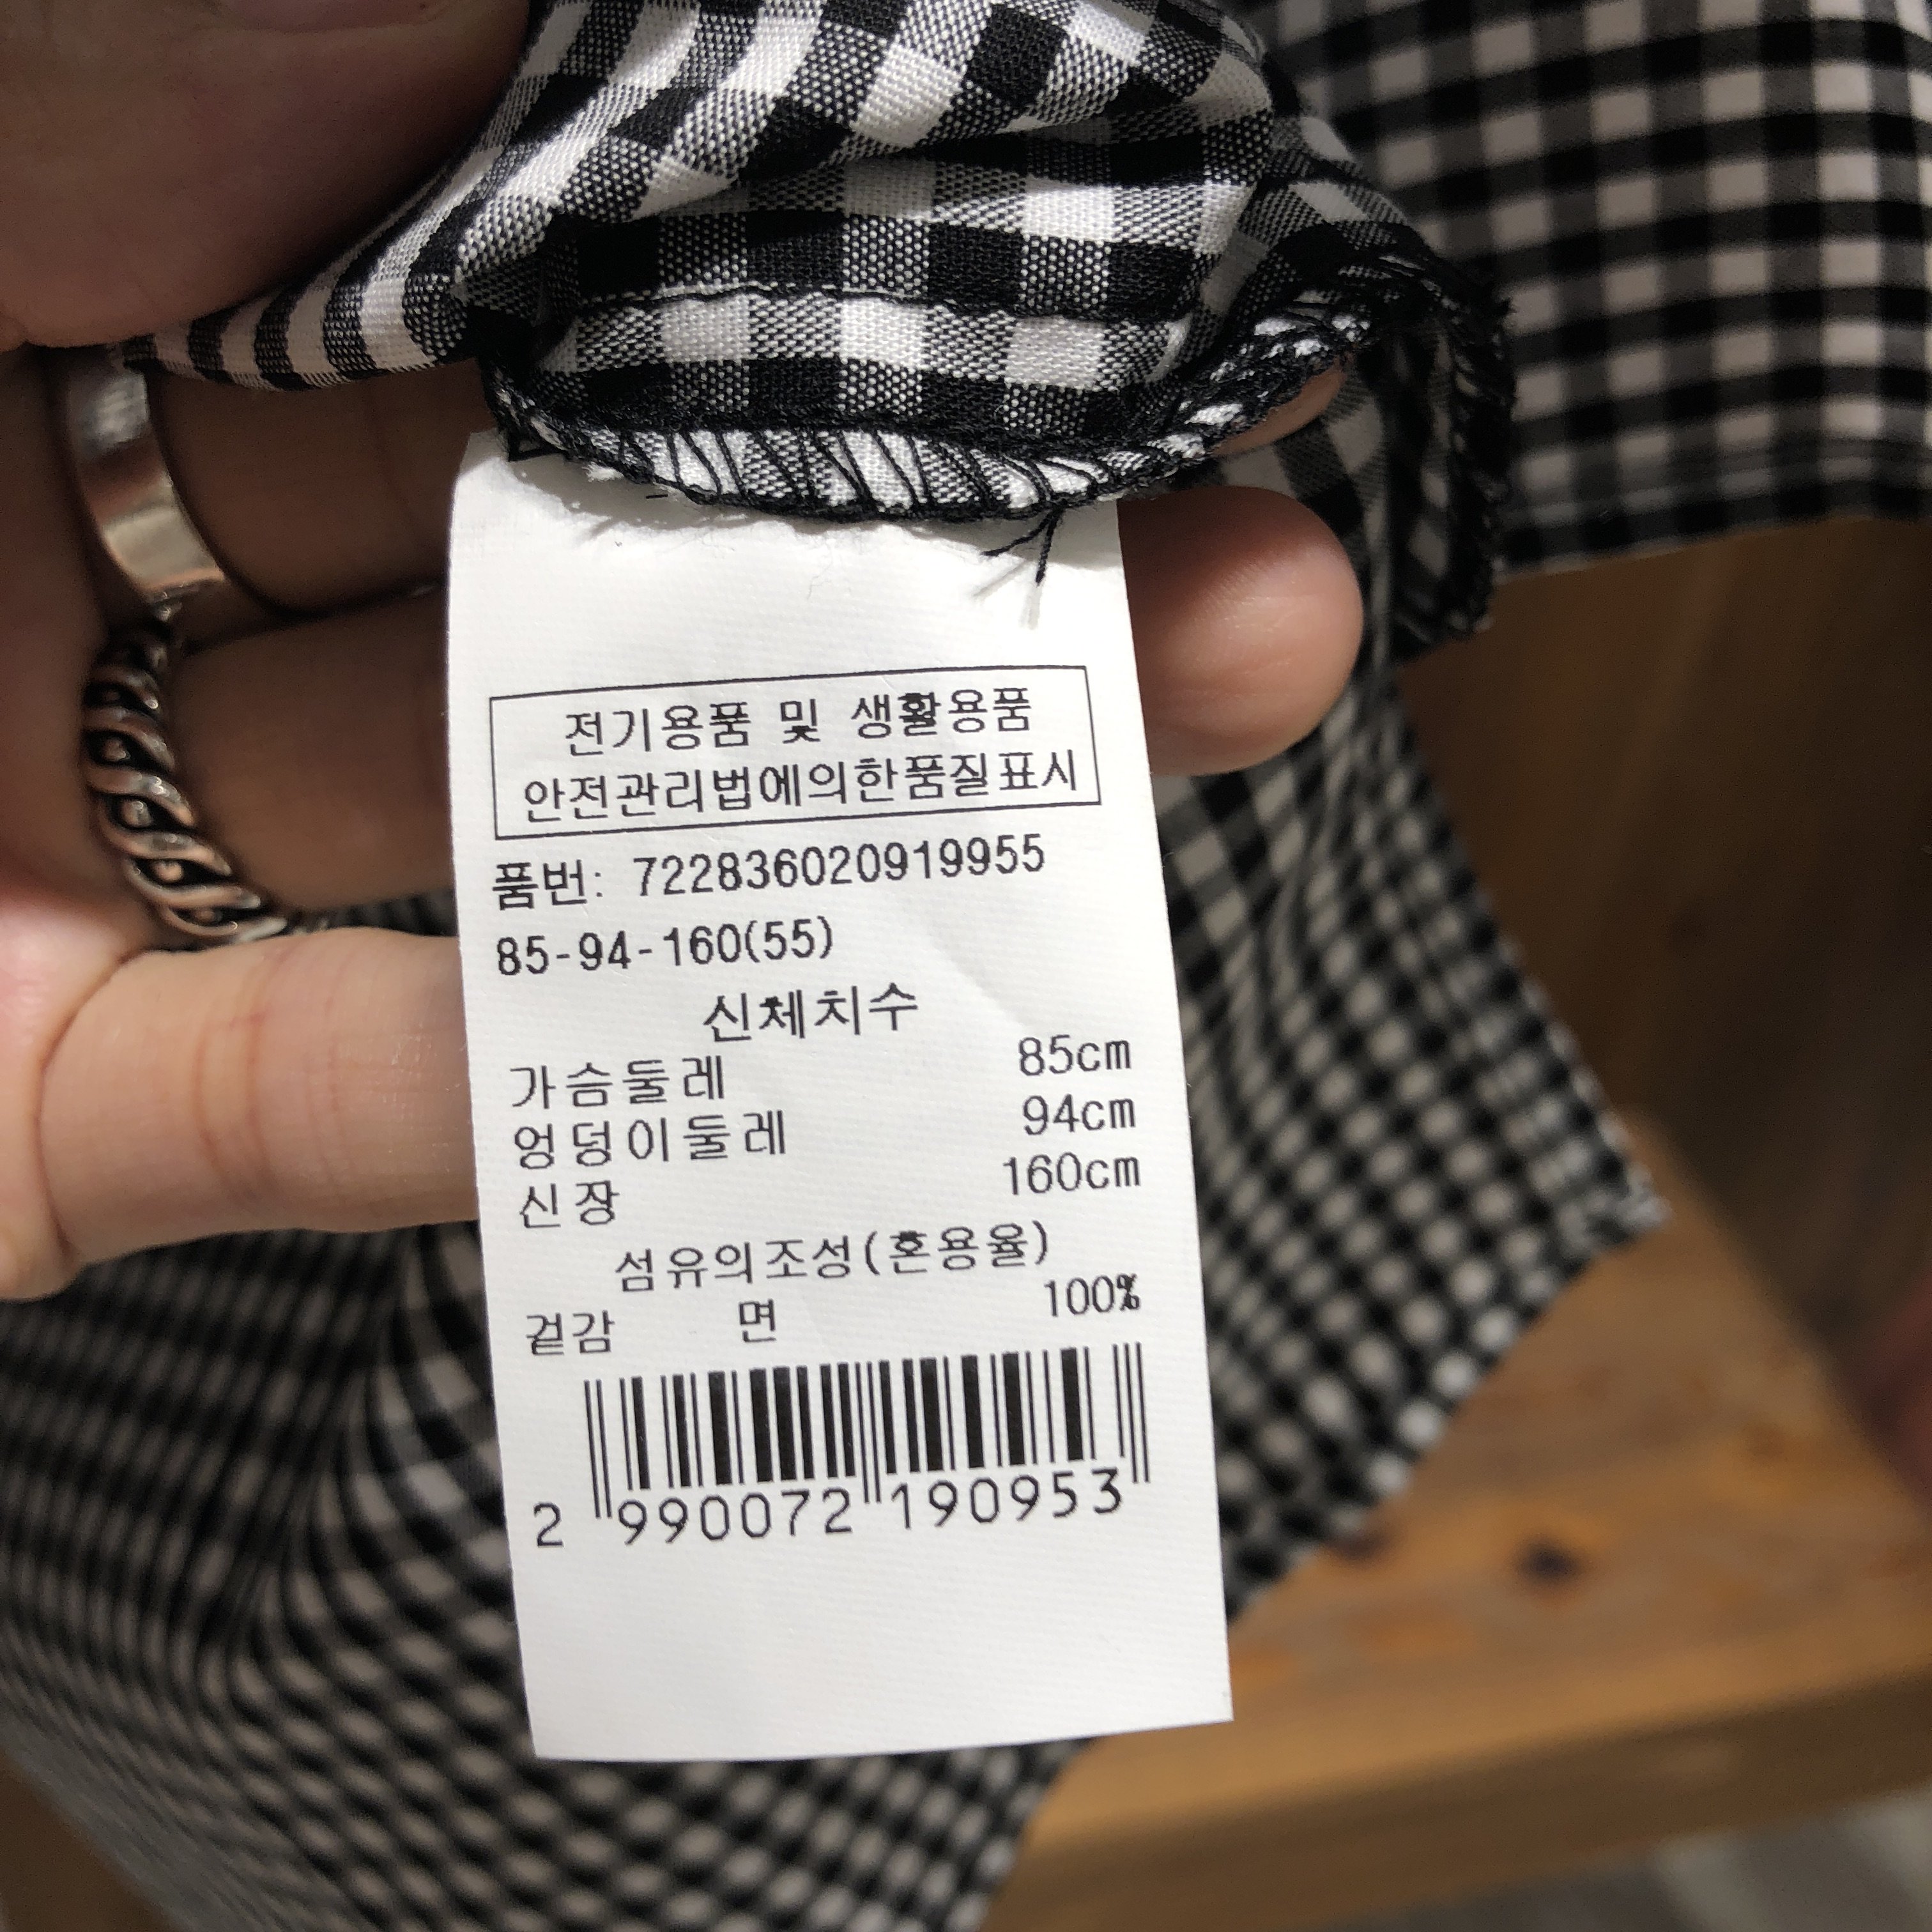 전기용품 및 생활용품
안전관리법에의한품질표시
품번: 722836020919955
85-94-160(55)
신체치수
가슴둘레 85cm
엉덩이둘레 94cm
신장 160cm
섬유의조성(혼용율)
겉감 면 100%
2 990072 190953